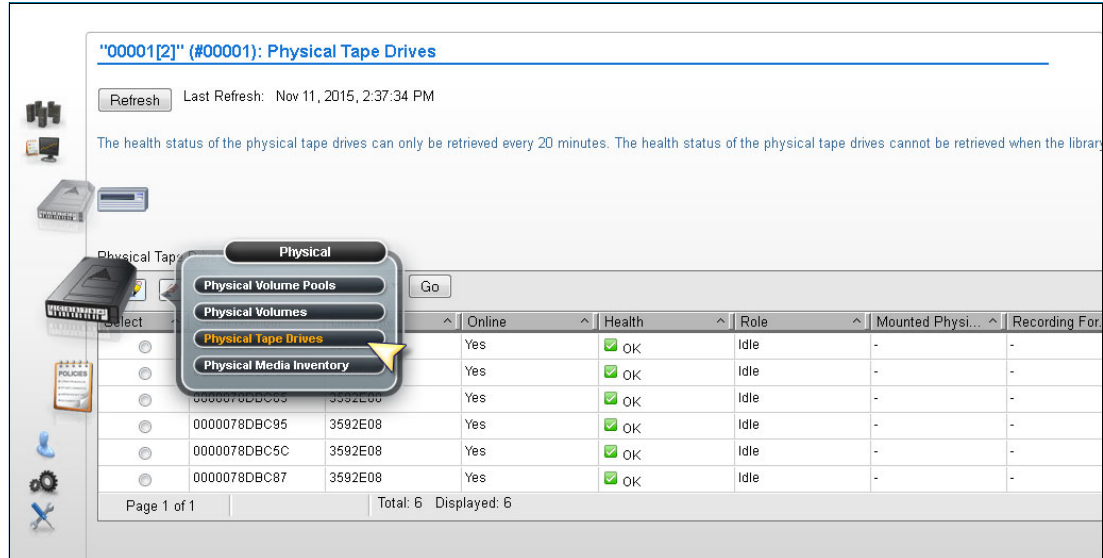 "00001[2]" (#00001): Physical Tape Drives
Refresh Last Refresh: Nov 11, 2015, 2:37:34 PM
The health status of the physical tape drives can only be retrieved every 20 minutes. The health status of the physical tape drives cannot be retrieved when the library
Physical Tape
Physical
Physical Volume Pools
Physical Volumes
Physical Tape Drives
Physical Media Inventory
Go
Select Online Health Role Mounted Physi... Recording For.
Yes OK Idle - -
Yes OK Idle - -
Yes OK Idle - -
0000078DBC95 3592E08 Yes OK Idle - -
0000078DBC5C 3592E08 Yes OK Idle - -
0000078DBC87 3592E08 Yes OK Idle - -
Page 1 of 1 Total: 6 Displayed: 6
POLICIES